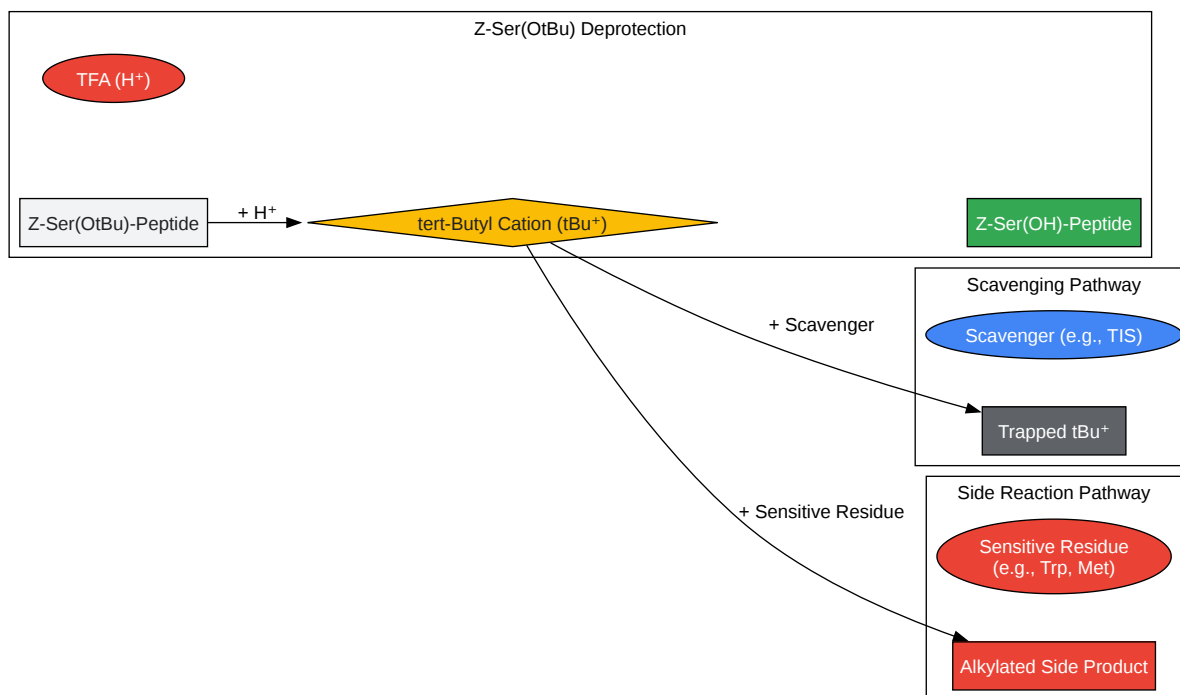 Z-Ser(OtBu) Deprotection
TFA (H⁺)
Z-Ser(OtBu)-Peptide
+ H⁺
tert-Butyl Cation (tBu⁺)
Z-Ser(OH)-Peptide
Scavenging Pathway
+ Scavenger
Scavenger (e.g., TIS)
Trapped tBu⁺
Side Reaction Pathway
+ Sensitive Residue
Sensitive Residue
(e.g., Trp, Met)
Alkylated Side Product